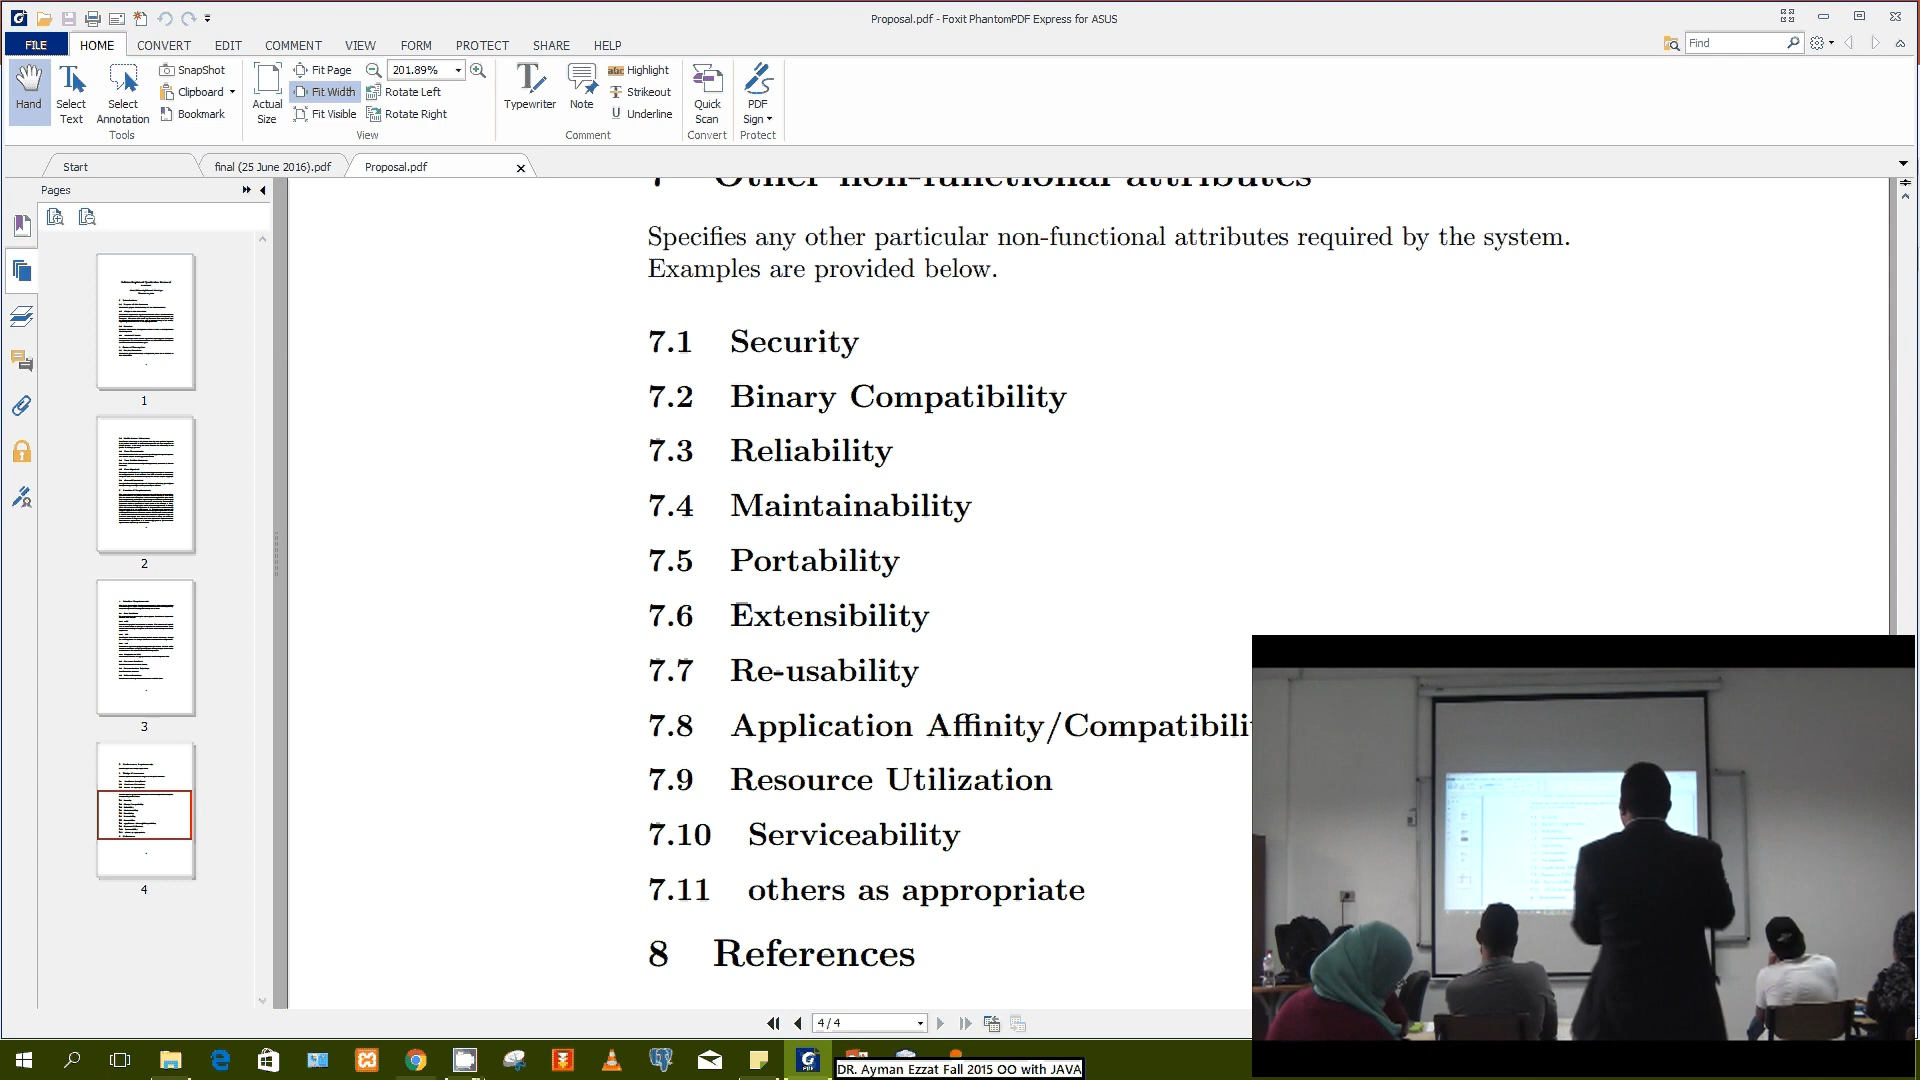 Proposal.pdf - Foxit PhantomPDF Express for ASUS
FILE HOME CONVERT EDIT COMMENT VIEW FORM PROTECT SHARE HELP
Find
Hand
Select Text
Select Annotation
SnapShot
Clipboard
Bookmark
Tools
Actual Size
Fit Page
Fit Width
Fit Visible
201.89%
Rotate Left
Rotate Right
View
Typewriter
Note
Highlight
Strikeout
Underline
Comment
Quick Scan
Convert
PDF Sign
Protect
Start
final (25 June 2016).pdf
Proposal.pdf
Pages
1
2
3
4
7 Other non-functional attributes
Specifies any other particular non-functional attributes required by the system.
Examples are provided below.
7.1 Security
7.2 Binary Compatibility
7.3 Reliability
7.4 Maintainability
7.5 Portability
7.6 Extensibility
7.7 Re-usability
7.8 Application Affinity/Compatibili
7.9 Resource Utilization
7.10 Serviceability
7.11 others as appropriate
8 References
4 / 4
DR. Ayman Ezzat Fall 2015 OO with JAVA